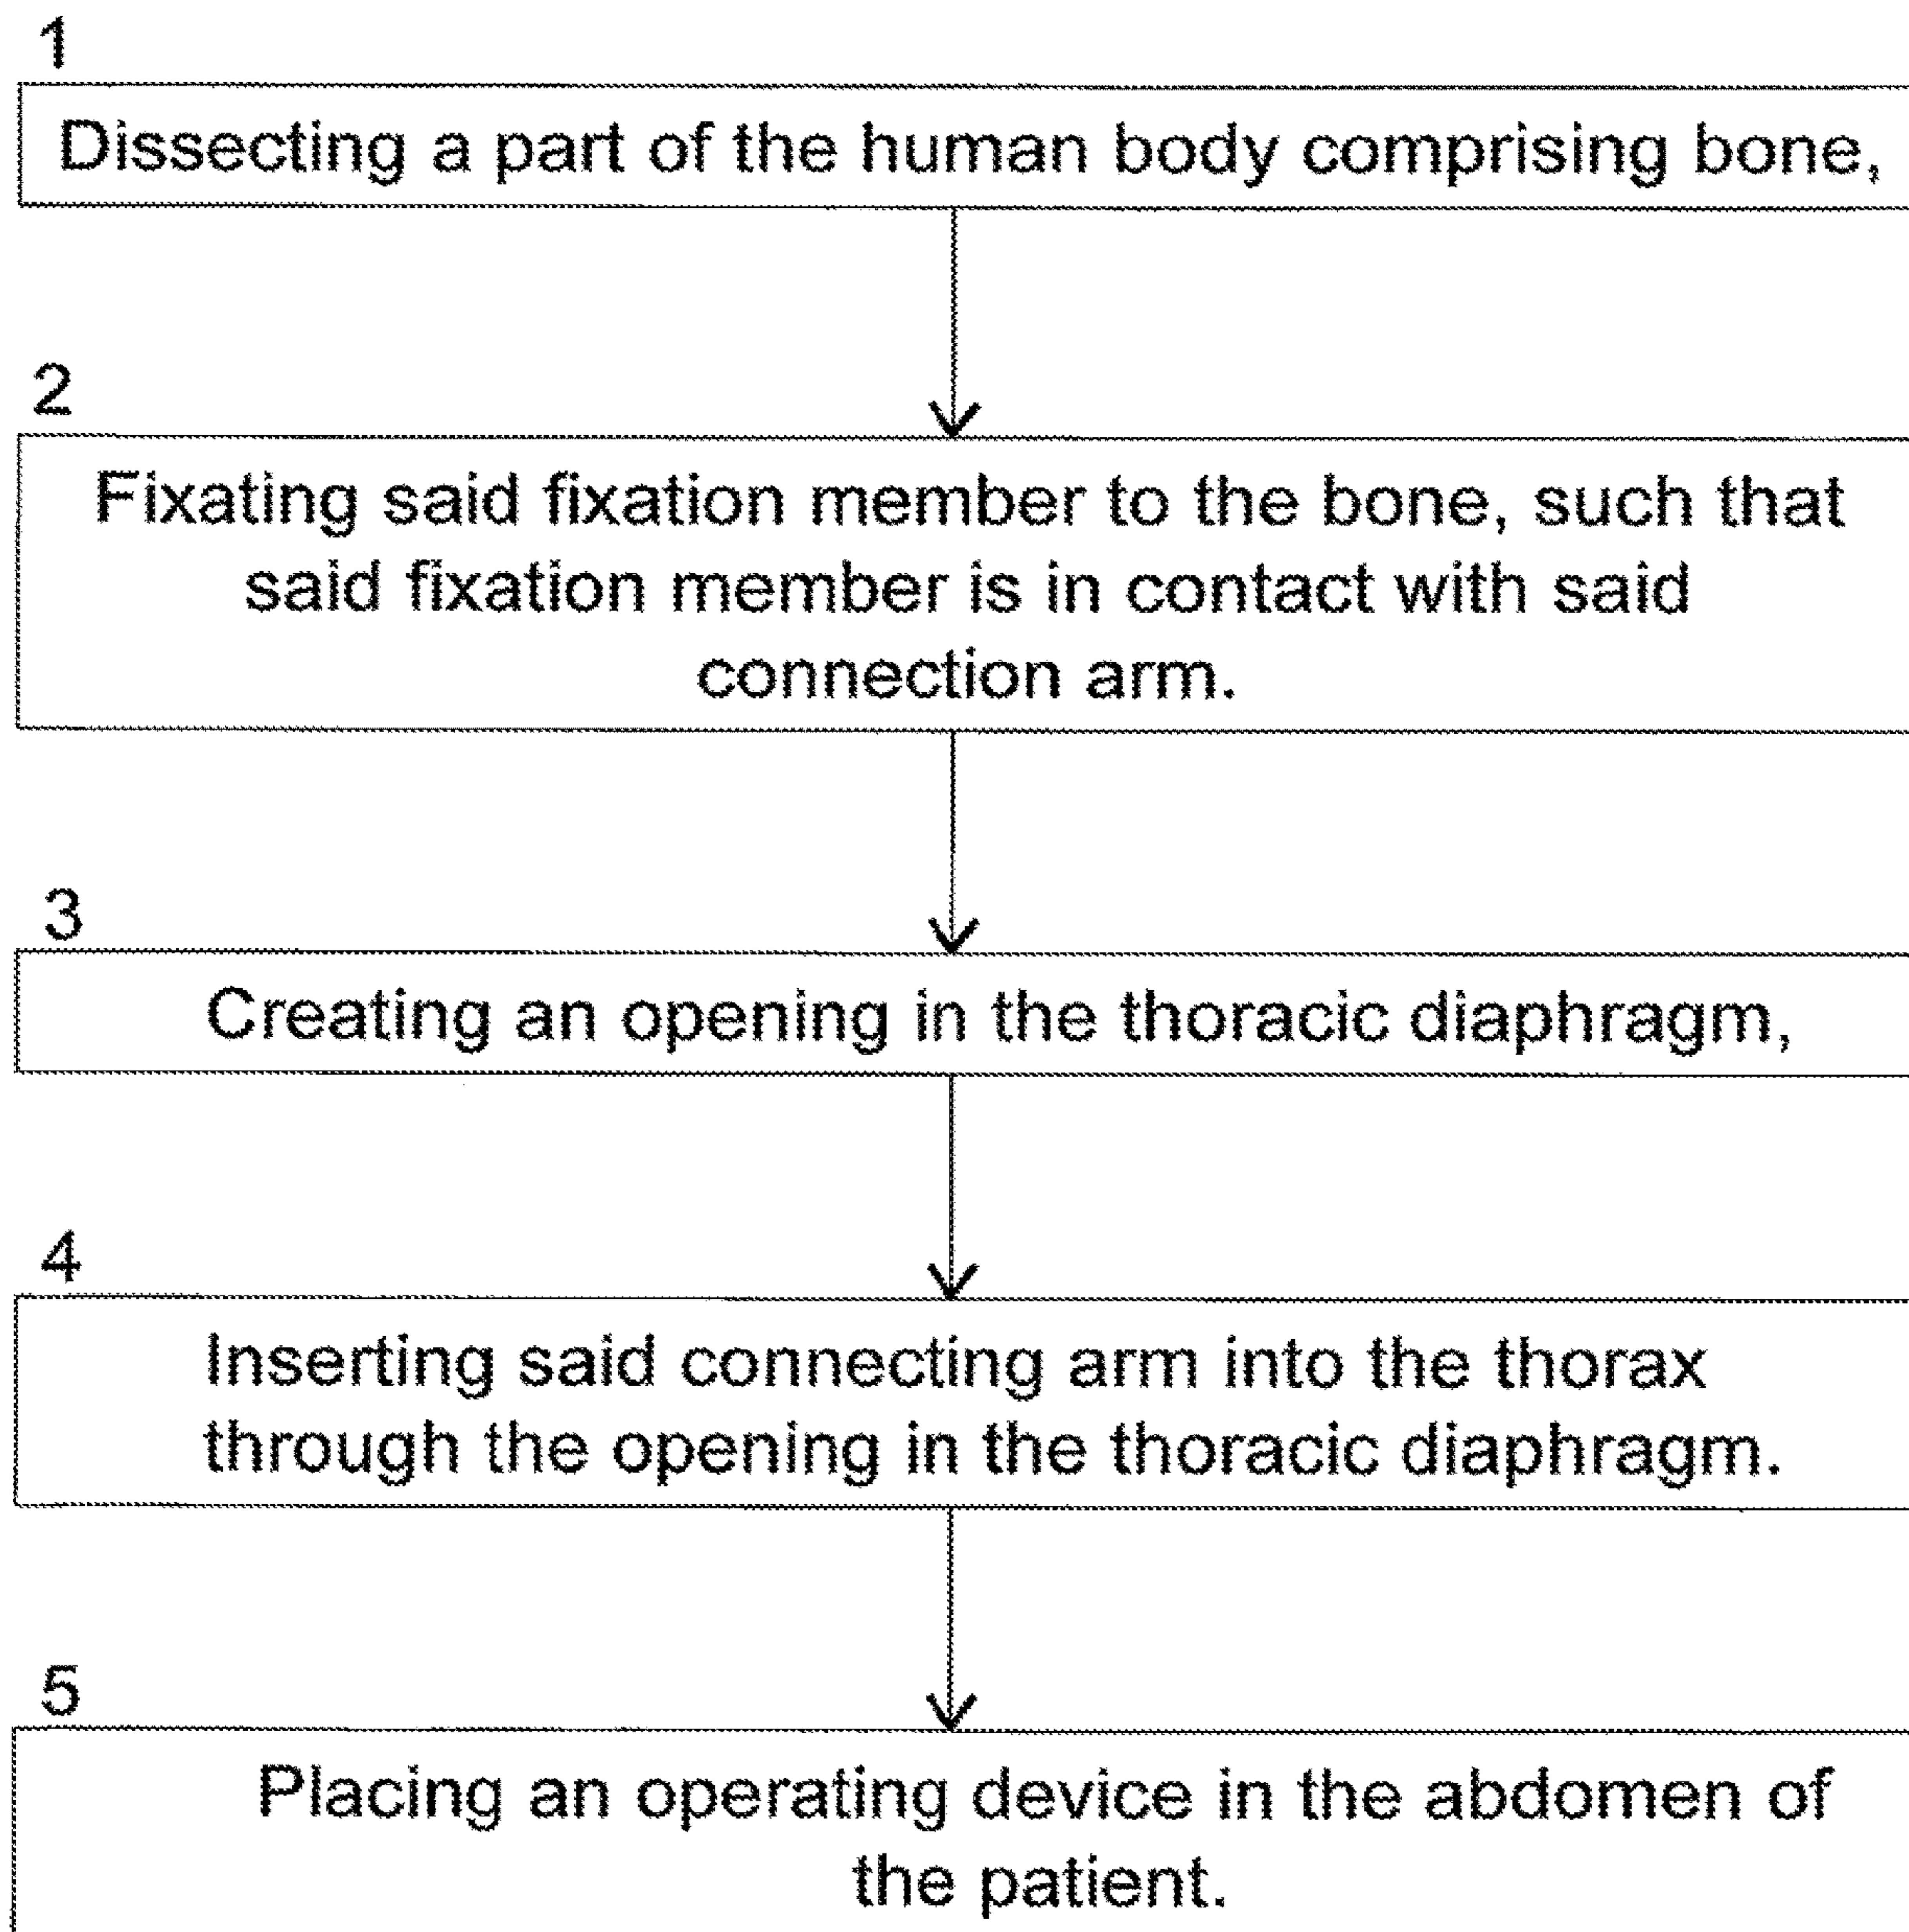 1
Dissecting a part of the human body comprising bone,
2
Fixating said fixation member to the bone, such that
said fixation member is in contact with said
connection arm.
3
Creating an opening in the thoracic diaphragm,
4
Inserting said connecting arm into the thorax
through the opening in the thoracic diaphragm.
5
Placing an operating device in the abdomen of
the patient.